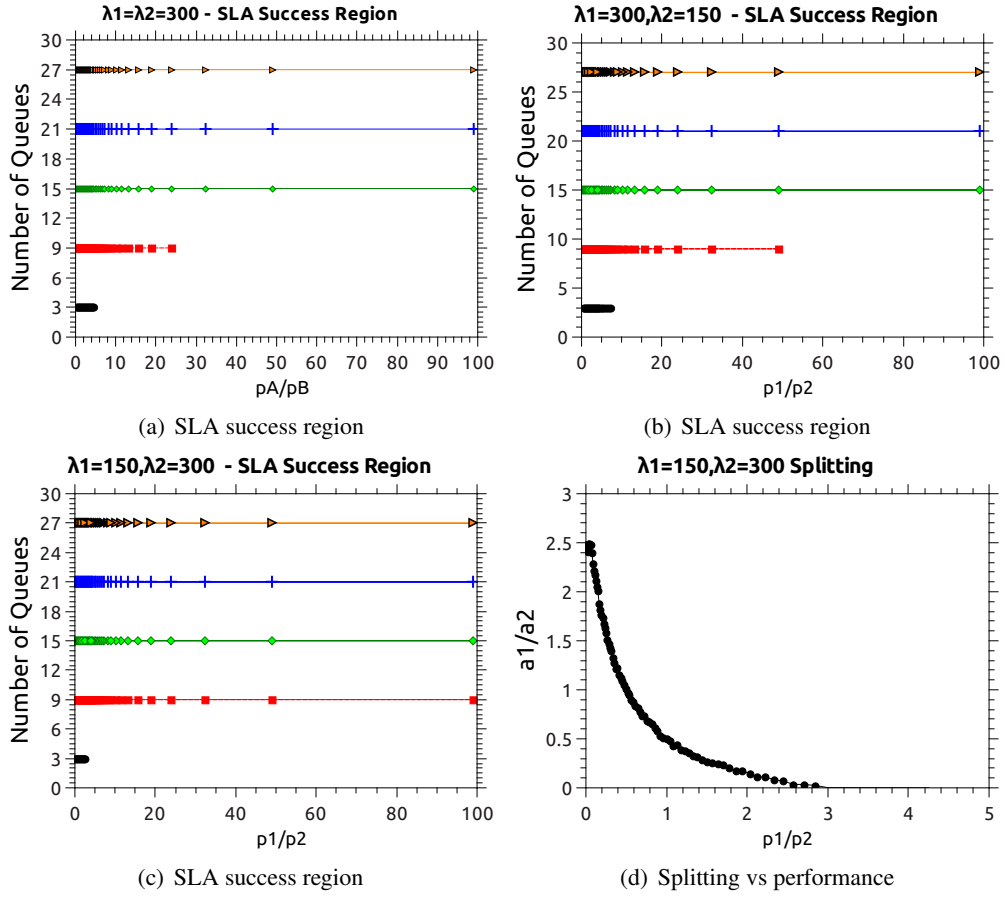 λ1=λ2=300 - SLA Success Region
30
27
24
21
18
15
12
9
6
3
0
Number of Queues
0 10 20 30 40 50 60 70 80 90 100
pA/pB
(a) SLA success region
λ1=300,λ2=150 - SLA Success Region
30
25
20
15
10
5
0
Number of Queues
0 20 40 60 80 100
p1/p2
(b) SLA success region
λ1=150,λ2=300 - SLA Success Region
30
27
24
21
18
15
12
9
6
3
0
Number of Queues
0 20 40 60 80 100
p1/p2
(c) SLA success region
λ1=150,λ2=300 Splitting
3
2.5
2
1.5
1
0.5
0
a1/a2
0 1 2 3 4 5
p1/p2
(d) Splitting vs performance